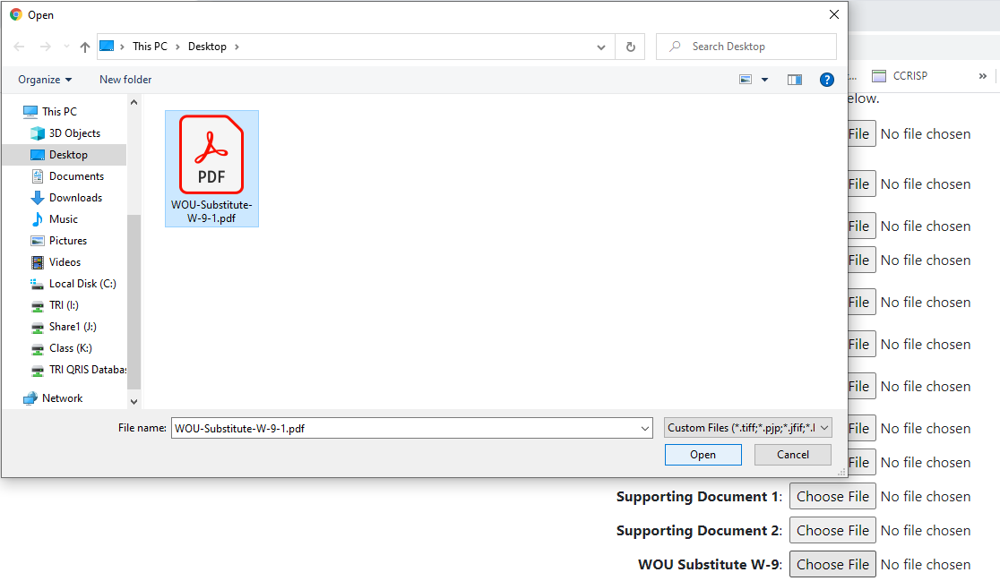 Open
This PC > Desktop >
Search Desktop
Organize
New folder
?
CCRISP
»
This PC
3D Objects
Desktop
Documents
Downloads
Music
Pictures
Videos
Local Disk (C:)
TRI (I:)
Share1 (J:)
Class (K:)
TRI QRIS Databas
Network
PDF
WOU-Substitute-
W-9-1.pdf
File name: WOU-Substitute-W-9-1.pdf
Custom Files (*.tiff;*.pjp;*.jfif;*.l
Open
Cancel
elow.
File No file chosen
File No file chosen
File No file chosen
File No file chosen
File No file chosen
File No file chosen
File No file chosen
File No file chosen
File No file chosen
Supporting Document 1: Choose File No file chosen
Supporting Document 2: Choose File No file chosen
WOU Substitute W-9: Choose File No file chosen